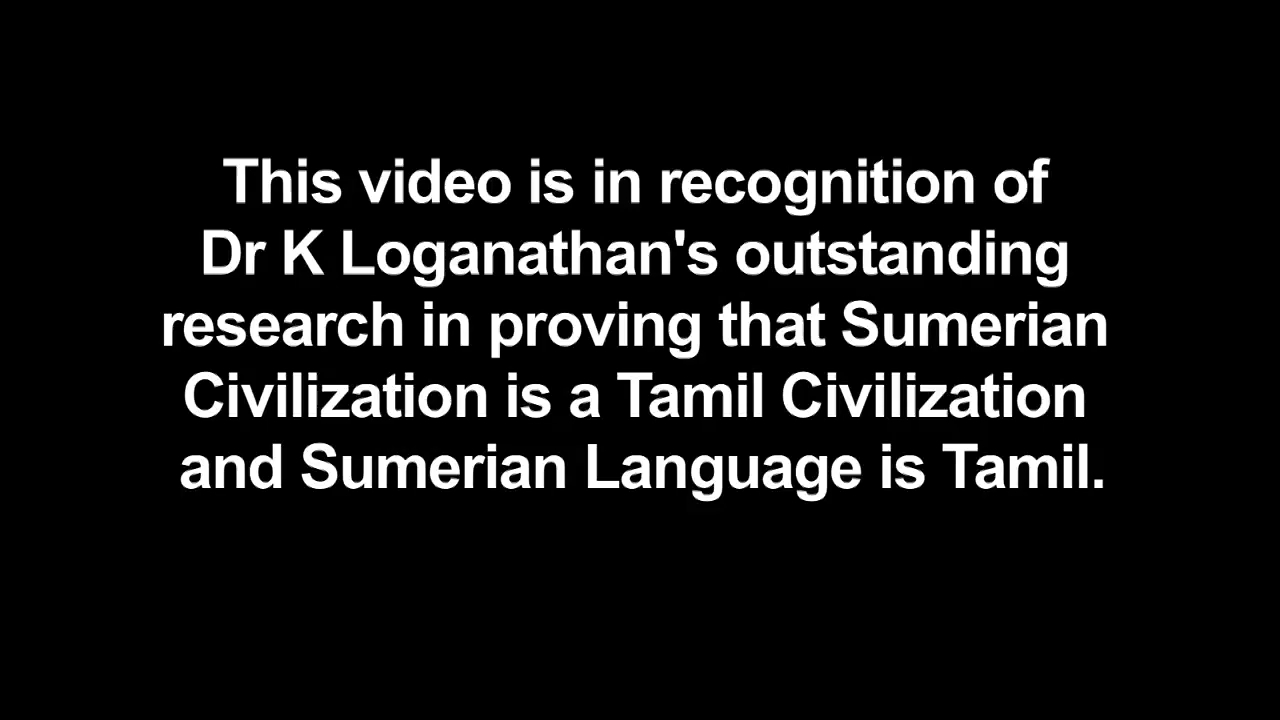 This video is in recognition of
Dr K Loganathan's outstanding
research in proving that Sumerian
Civilization is a Tamil Civilization
and Sumerian Language is Tamil.